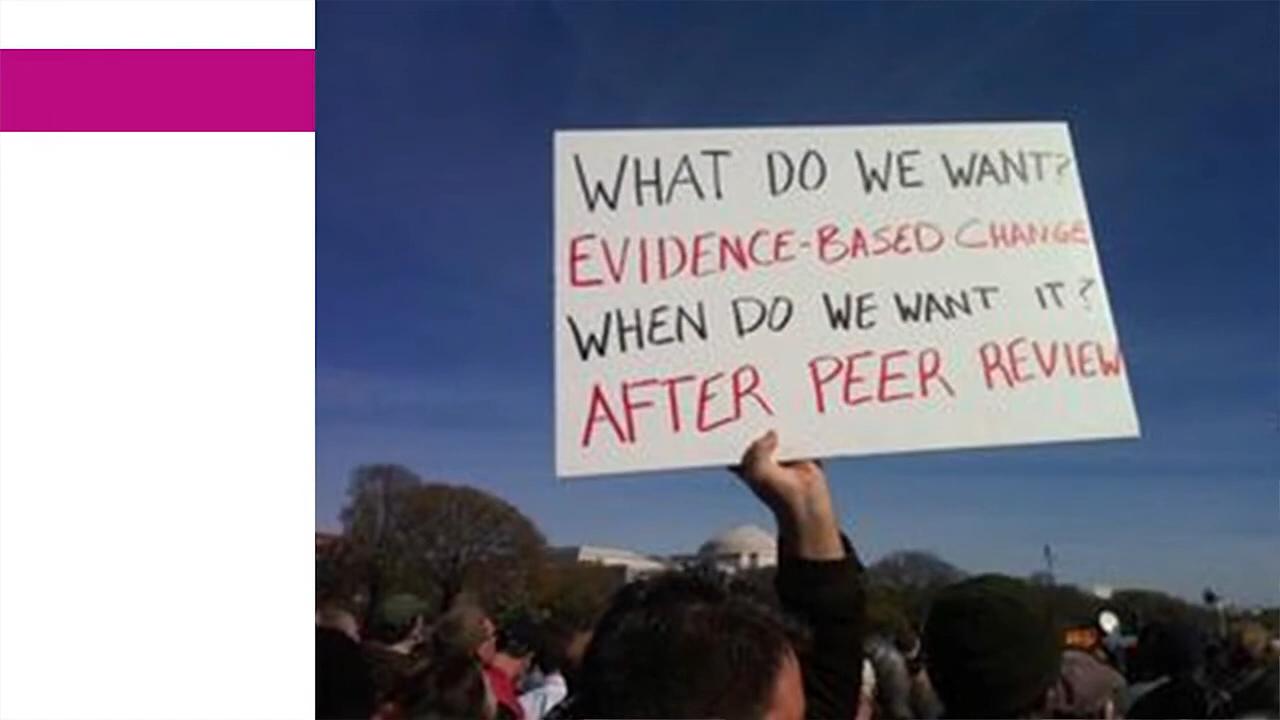 WHAT DO WE WANT?
EVIDENCE-BASED CHANGE
WHEN DO WE WANT IT?
AFTER PEER REVIEW